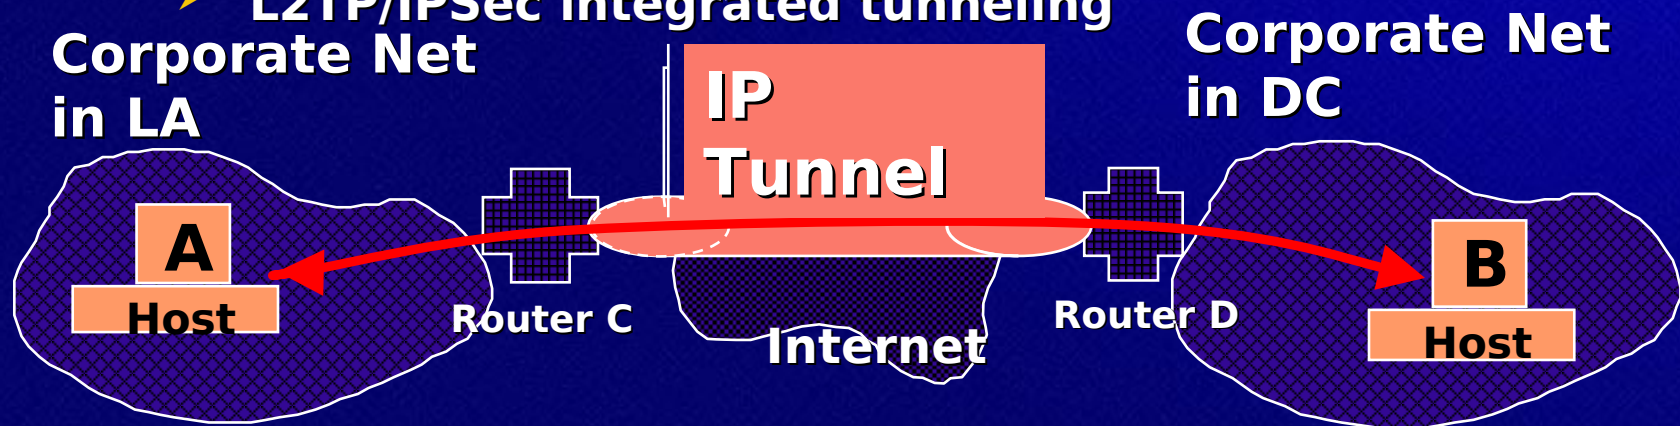 L2TP/IPSec integrated tunneling
Corporate Net
in LA
Corporate Net
in DC
IP
Tunnel
A
Host
Router C
Internet
Router D
B
Host